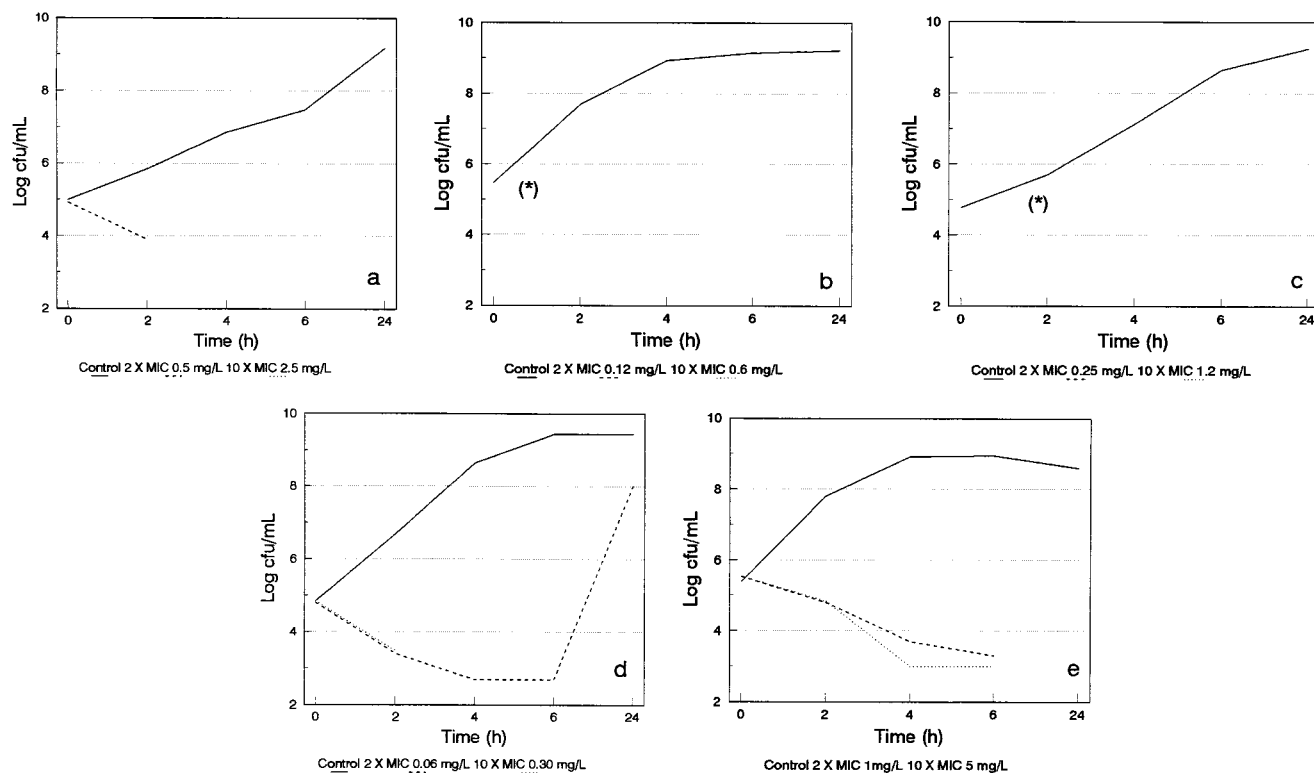 10
8
6
4
2
Log cfu/mL
0 2 4 6 24
Time (h)
a
Control 2 X MIC 0.5 mg/L 10 X MIC 2.5 mg/L
10
8
6
4
2
Log cfu/mL
(*)
0 2 4 6 24
Time (h)
b
Control 2 X MIC 0.12 mg/L 10 X MIC 0.6 mg/L
10
8
6
4
2
Log cfu/mL
(*)
0 2 4 6 24
Time (h)
c
Control 2 X MIC 0.25 mg/L 10 X MIC 1.2 mg/L
10
8
6
4
2
Log cfu/mL
0 2 4 6 24
Time (h)
d
Control 2 X MIC 0.06 mg/L 10 X MIC 0.30 mg/L
10
8
6
4
2
Log cfu/mL
0 2 4 6 24
Time (h)
e
Control 2 X MIC 1mg/L 10 X MIC 5 mg/L